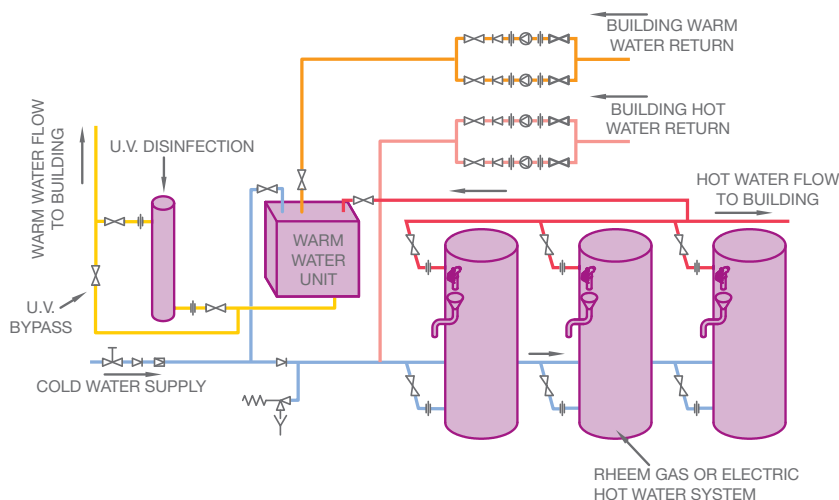 BUILDING WARM
WATER RETURN
BUILDING HOT
WATER RETURN
WARM WATER FLOW
TO BUILDING
U.V. DISINFECTION
HOT WATER FLOW
TO BUILDING
WARM
WATER
UNIT
U.V.
BYPASS
COLD WATER SUPPLY
RHEEM GAS OR ELECTRIC
HOT WATER SYSTEM